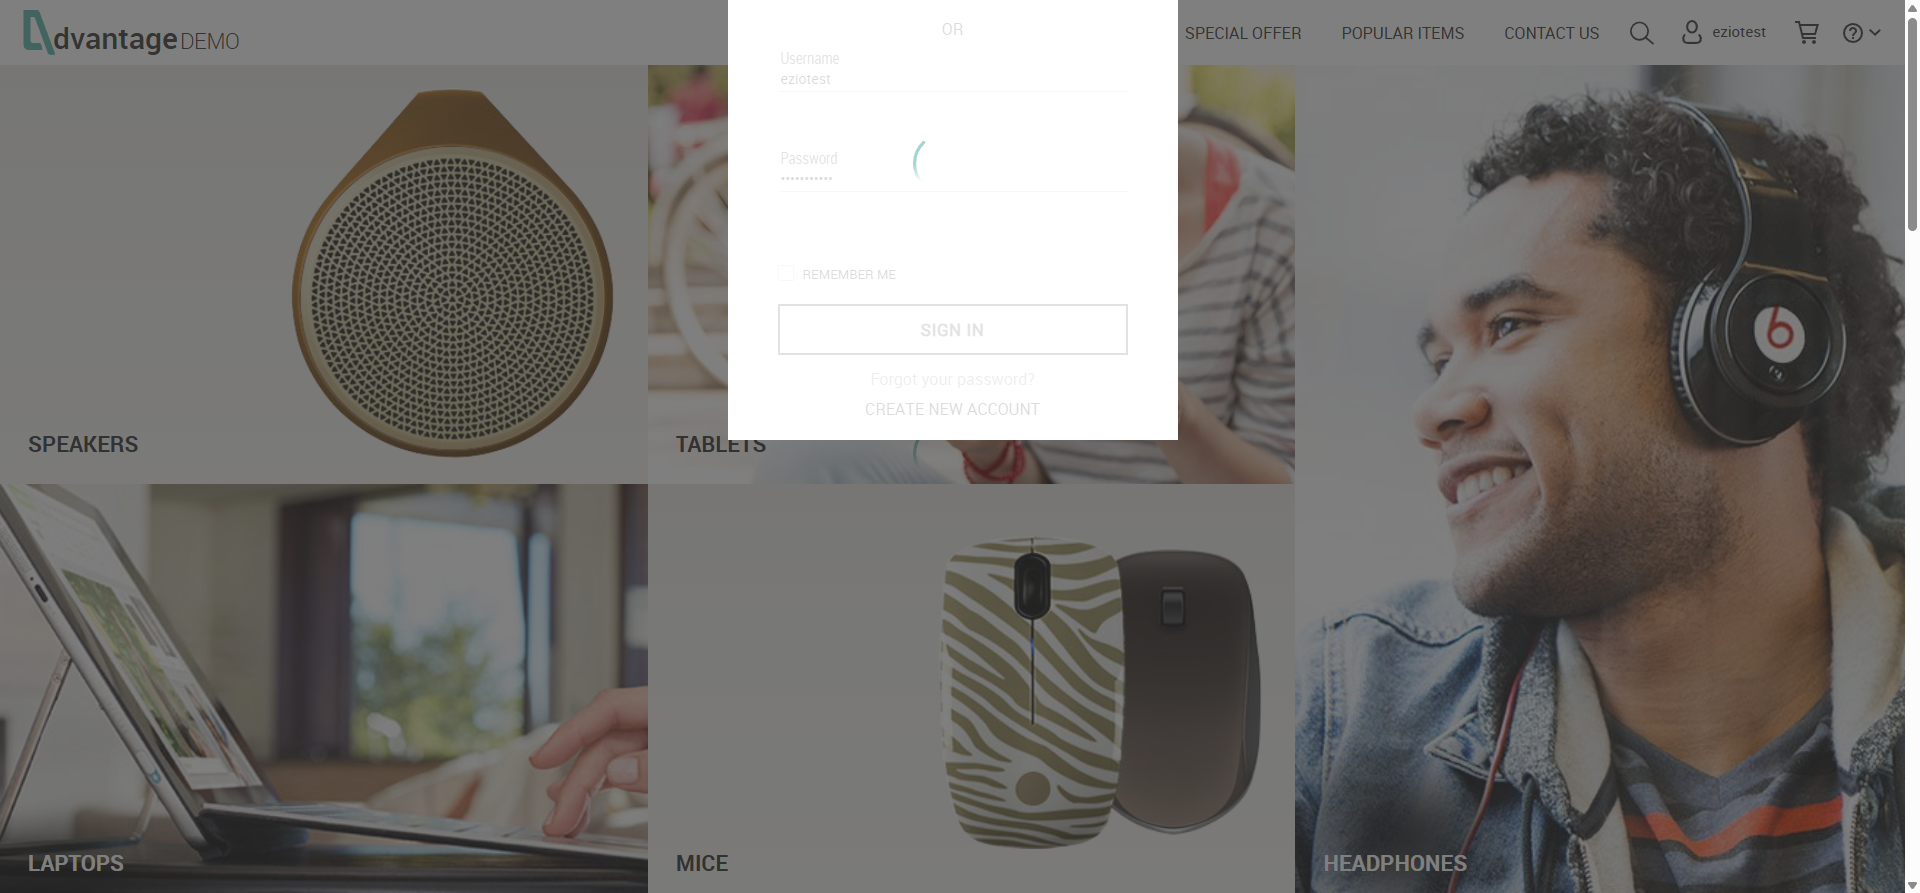 dvantage DEMO
SPECIAL OFFER
POPULAR ITEMS
CONTACT US
eziotest
OR
Username
eziotest
Password
•••••••••••
REMEMBER ME
SIGN IN
Forgot your password?
CREATE NEW ACCOUNT
SPEAKERS
TABLETS
LAPTOPS
MICE
HEADPHONES